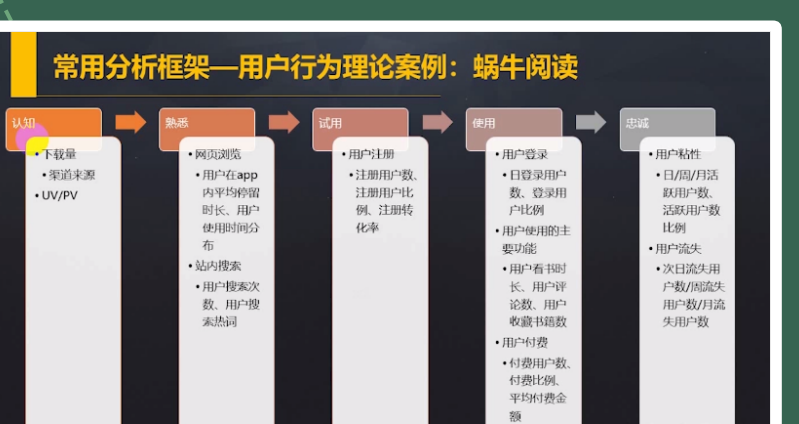 常用分析框架—用户行为理论案例：蜗牛阅读
认知
• 下载量
• 渠道来源
• UV/PV
熟悉
• 网页浏览
• 用户在app
内平均停留
时长、用户
使用时间分
布
• 站内搜索
• 用户搜索次
数、用户搜
索热词
试用
• 用户注册
• 注册用户数、
注册用户比
例、注册转
化率
使用
• 用户登录
• 日登录用户
数、登录用
户比例
• 用户使用的主
要功能
• 用户看书时
长、用户评
论数、用户
收藏书籍数
• 用户付费
• 付费用户数、
付费比例、
平均付费金
额
忠诚
• 用户粘性
• 日/周/月活
跃用户数、
活跃用户数
比例
• 用户流失
• 次日流失用
户数/周流失
用户数/月流
失用户数